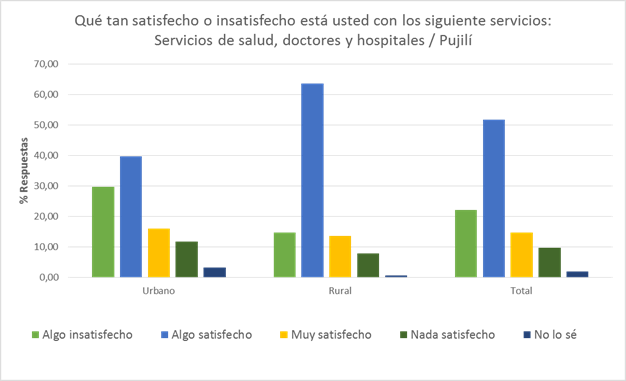 Qué tan satisfecho o insatisfecho está usted con los siguiente servicios:
Servicios de salud, doctores y hospitales / Pujilí
70,00
60,00
50,00
40,00
30,00
20,00
10,00
0,00
% Respuestas
Urbano Rural Total
Algo insatisfecho Algo satisfecho Muy satisfecho Nada satisfecho No lo sé